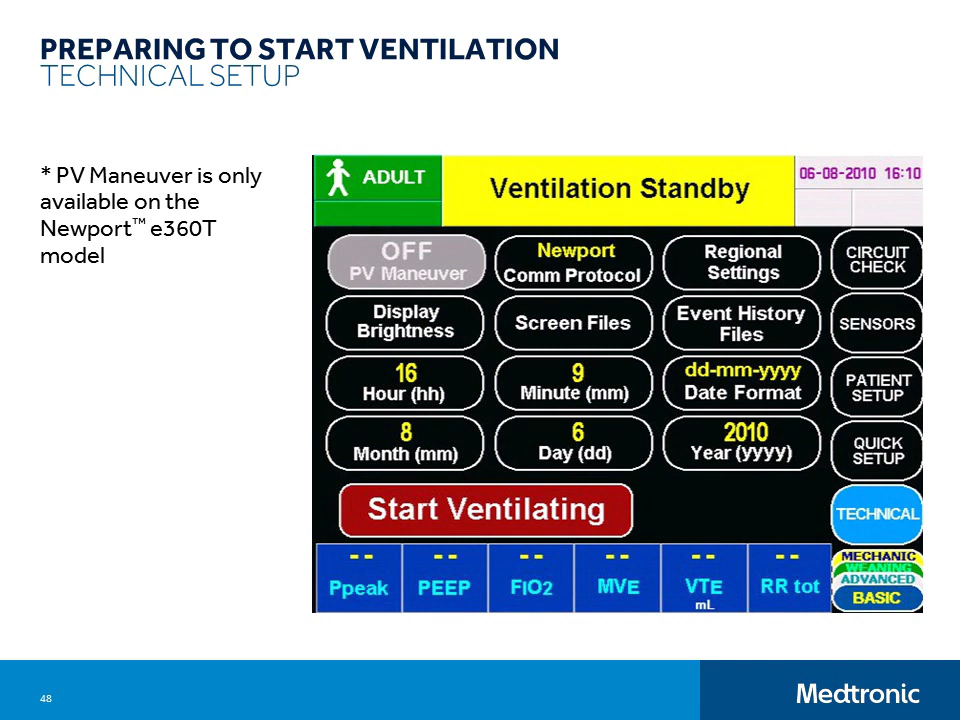 PREPARING TO START VENTILATION
TECHNICAL SETUP
* PV Maneuver is only
available on the
Newport™ e360T
model
ADULT
Ventilation Standby
06-08-2010 16:10
OFF
PV Maneuver
Newport
Comm Protocol
Regional
Settings
CIRCUIT
CHECK
Display
Brightness
Screen Files
Event History
Files
SENSORS
16
Hour (hh)
9
Minute (mm)
dd-mm-yyyy
Date Format
PATIENT
SETUP
8
Month (mm)
6
Day (dd)
2010
Year (yyyy)
QUICK
SETUP
Start Ventilating
TECHNICAL
-- -- -- -- -- --
Ppeak
PEEP
FIO2
MVE
VTE
mL
RR tot
MECHANIC
WEANING
ADVANCED
BASIC
48
Medtronic